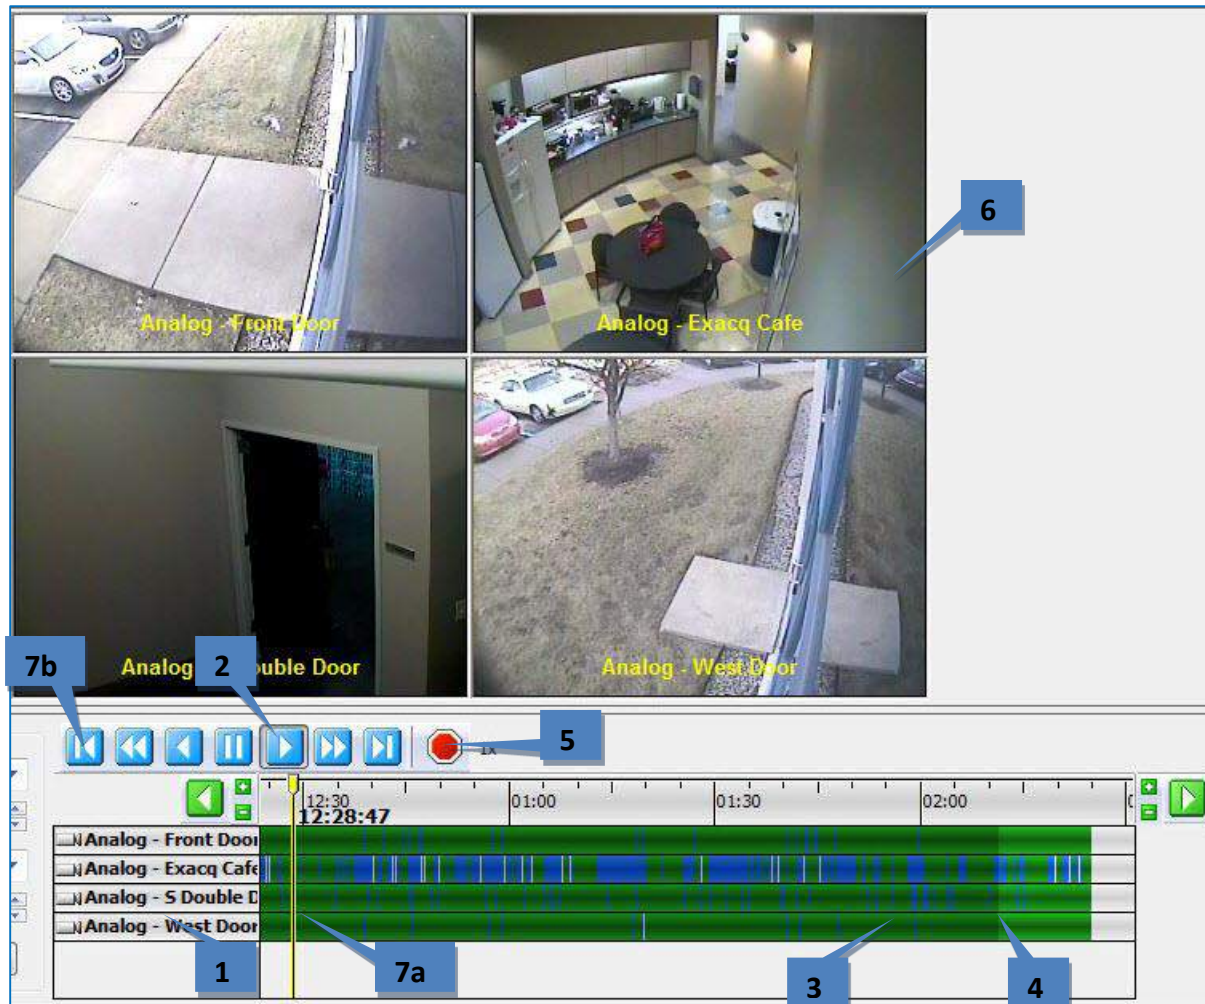 Analog - Front Door
Analog - Exacq Cafe
6
Analog Double Door
Analog - West Door
7b
2
5
1x
12:30
01:00
01:30
02:00
12:28:47
Analog - Front Door
Analog - Exacq Cafe
Analog - S Double D
Analog - West Door
1
7a
3
4